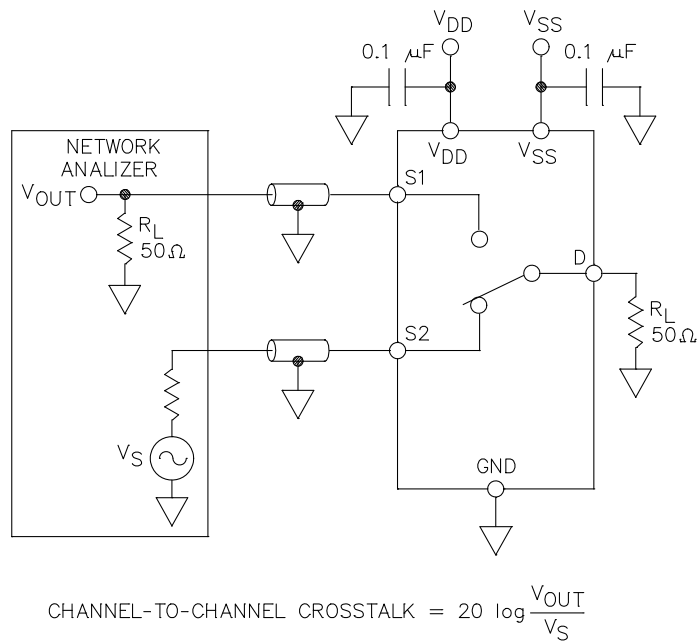 VDD VSS
0.1 μF 0.1 μF
VDD VSS
NETWORK
ANALIZER
VOUT
S1
RL
50Ω
D
RL
50Ω
S2
VS
GND
CHANNEL-TO-CHANNEL CROSSTALK = 20 log VOUT
VS